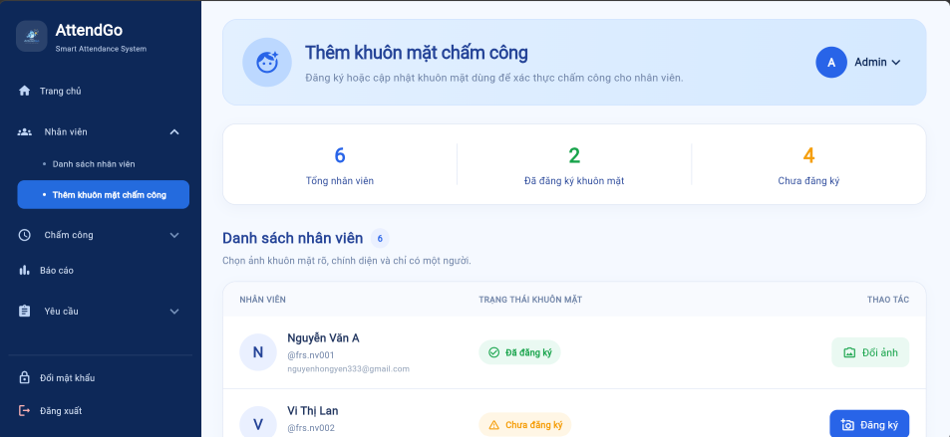 AttendGo
Smart Attendance System
Trang chủ
Nhân viên
Danh sách nhân viên
Thêm khuôn mặt chấm công
Chấm công
Báo cáo
Yêu cầu
Đổi mật khẩu
Đăng xuất
Thêm khuôn mặt chấm công
Đăng ký hoặc cập nhật khuôn mặt dùng để xác thực chấm công cho nhân viên.
A
Admin
6
Tổng nhân viên
2
Đã đăng ký khuôn mặt
4
Chưa đăng ký
Danh sách nhân viên 6
Chọn ảnh khuôn mặt rõ, chính diện và chỉ có một người.
NHÂN VIÊN TRẠNG THÁI KHUÔN MẶT THAO TÁC
N
Nguyễn Văn A
@frs.nv001
nguyenhongyen333@gmail.com
Đã đăng ký
Đổi ảnh
V
Vi Thị Lan
@frs.nv002
Chưa đăng ký
Đăng ký